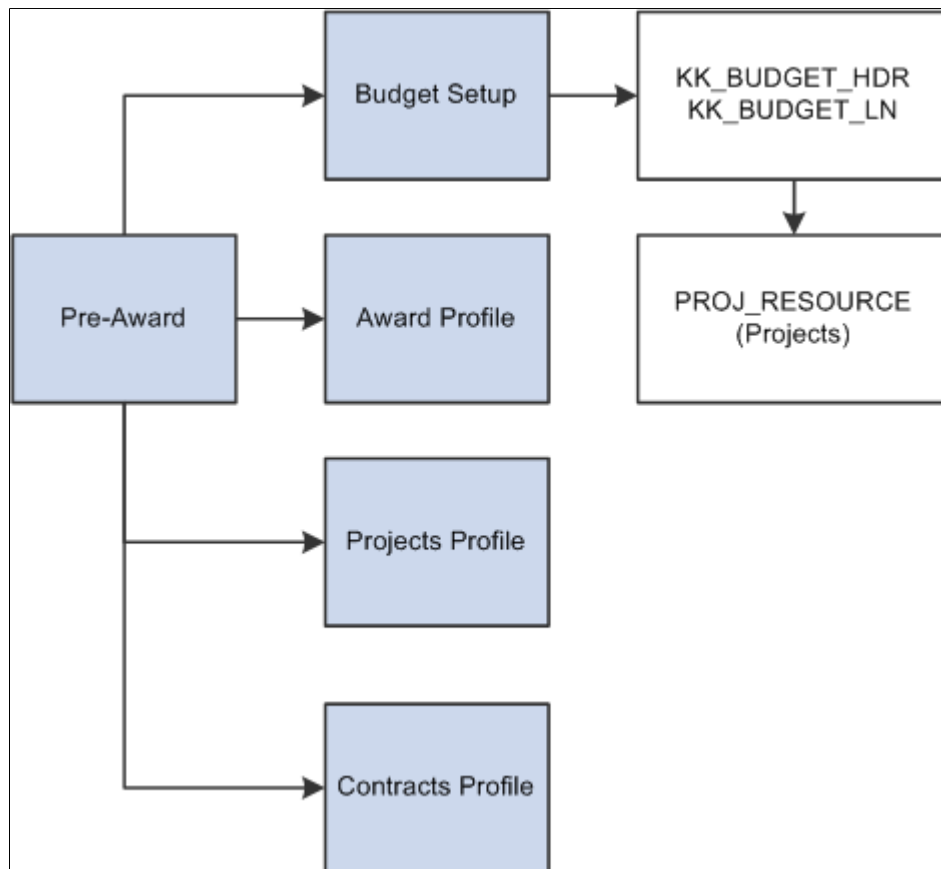 Budget Setup
KK_BUDGET_HDR
KK_BUDGET_LN
Pre-Award
Award Profile
PROJ_RESOURCE
(Projects)
Projects Profile
Contracts Profile